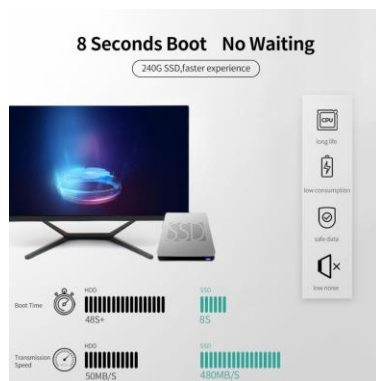 8 Seconds Boot No Waiting
240G SSD,faster experience
CPU
long life
low consumption
safe data
low noise
SSD
Boot Time
HDD
48S+
SSD
8S
Transmission
Speed
HDD
50MB/S
SSD
480MB/S